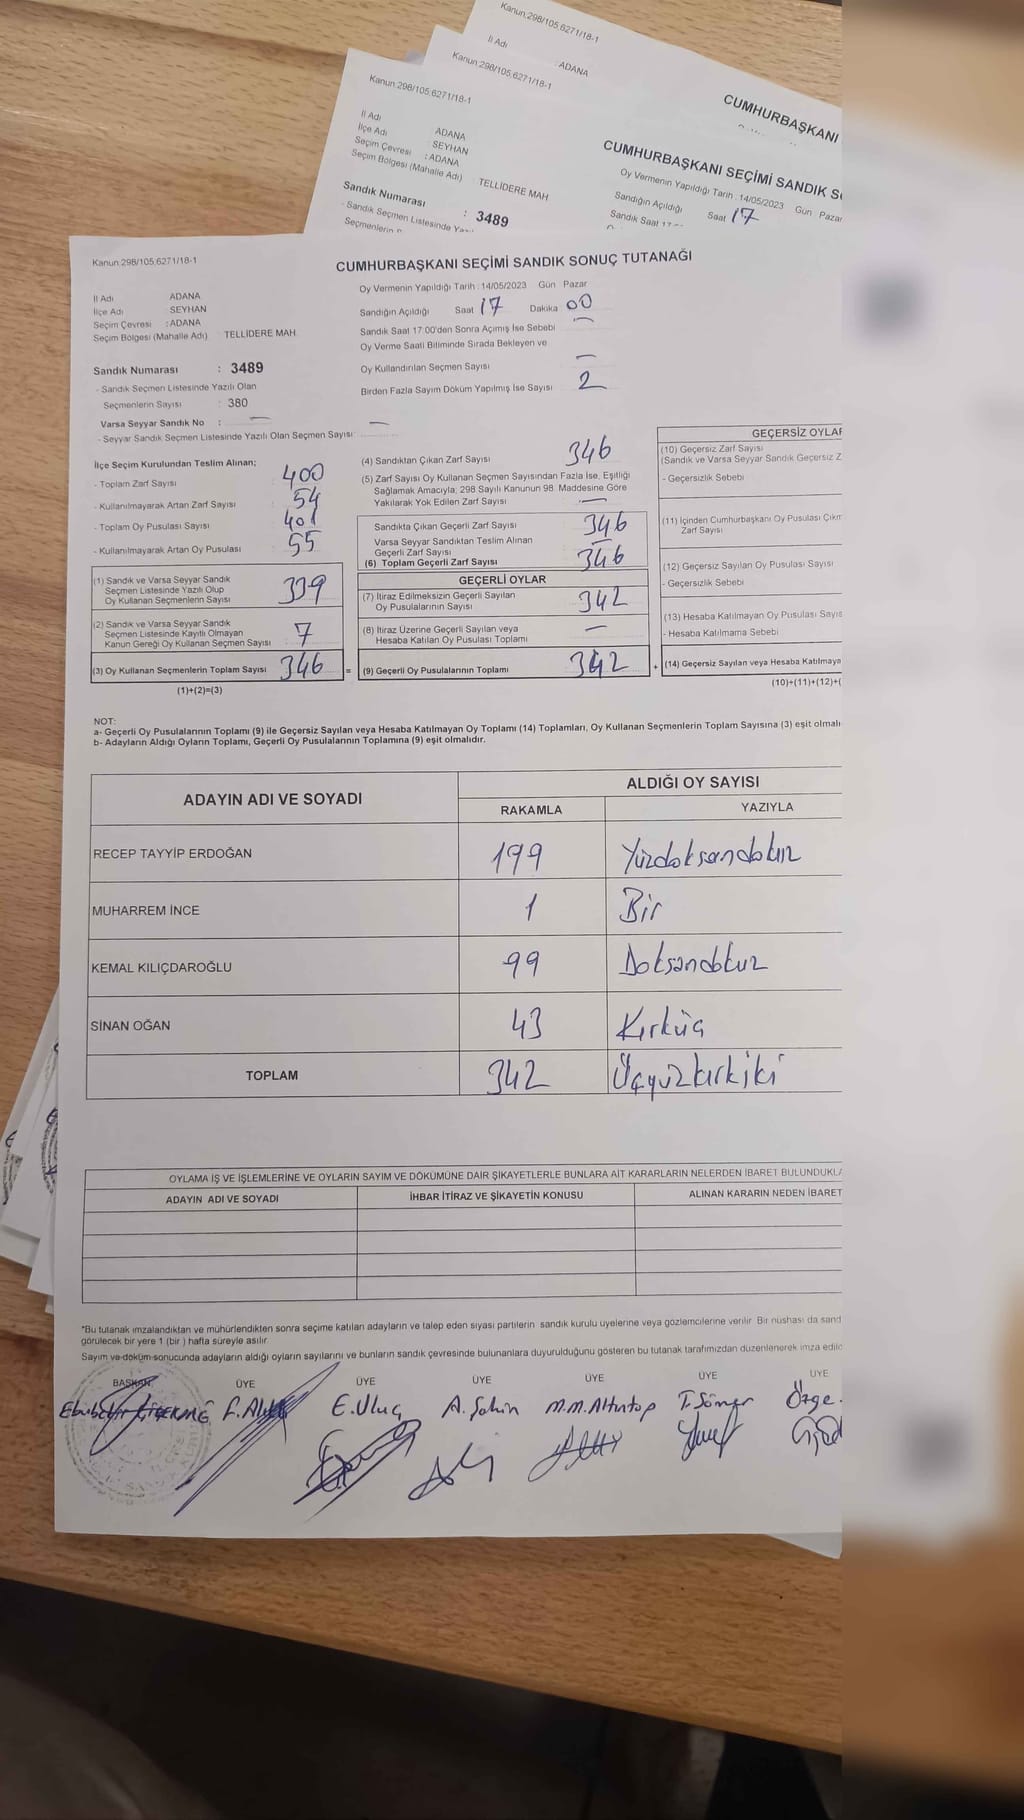 Kanun:298/105,6271/18-1
İl Adı : ADANA
CUMHURBAŞKANI
Kanun:298/105,6271/18-1
CUMHURBAŞKANI SEÇİMİ SANDIK S
Kanun:298/105,6271/18-1
İl Adı ADANA
İlçe Adı SEYHAN
Seçim Çevresi : ADANA
Seçim Bölgesi (Mahalle Adı) TELLİDERE MAH
Oy Vermenin Yapıldığı Tarih : 14/05/2023 Gün Pazar
Sandık Numarası : 3489
Sandığın Açıldığı Saat 17
- Sandık Seçmen Listesinde
Sandık Saat
Kanun:298/105,6271/18-1
CUMHURBAŞKANI SEÇİMİ SANDIK SONUÇ TUTANAĞI
İl Adı ADANA
İlçe Adı SEYHAN
Seçim Çevresi : ADANA
Seçim Bölgesi (Mahalle Adı) TELLİDERE MAH.
Sandık Numarası : 3489
- Sandık Seçmen Listesinde Yazılı Olan
Seçmenlerin Sayısı : 380
Varsa Seyyar Sandık No : —
- Seyyar Sandık Seçmen Listesinde Yazılı Olan Seçmen Sayısı : —
Oy Vermenin Yapıldığı Tarih : 14/05/2023 Gün Pazar
Sandığın Açıldığı Saat 17 Dakika 00
Sandık Saat 17:00'den Sonra Açımış İse Sebebi —
Oy Verme Saati Bitiminde Sırada Bekleyen ve
Oy Kullandırılan Seçmen Sayısı —
Birden Fazla Sayım Döküm Yapılmış İse Sayısı 2
İlçe Seçim Kurulundan Teslim Alınan;
- Toplam Zarf Sayısı 400
- Kullanılmayarak Artan Zarf Sayısı 54
- Toplam Oy Pusulası Sayısı 401
- Kullanılmayarak Artan Oy Pusulası 55
(1) Sandık ve Varsa Seyyar Sandık
Seçmen Listesinde Yazılı Olup
Oy Kullanan Seçmenlerin Sayısı 339
(2) Sandık ve Varsa Seyyar Sandık
Seçmen Listesinde Kayıtlı Olmayan
Kanun Gereği Oy Kullanan Seçmen Sayısı 7
(3) Oy Kullanan Seçmenlerin Toplam Sayısı 346 =
(1)+(2)=(3)
(4) Sandıktan Çıkan Zarf Sayısı 346
(5) Zarf Sayısı Oy Kullanan Seçmen Sayısından Fazla İse, Eşitliği
Sağlamak Amacıyla; 298 Sayılı Kanunun 98. Maddesine Göre
Yakılarak Yok Edilen Zarf Sayısı —
Sandıkta Çıkan Geçerli Zarf Sayısı 346
Varsa Seyyar Sandıktan Teslim Alınan
Geçerli Zarf Sayısı —
(6) Toplam Geçerli Zarf Sayısı 346
GEÇERLİ OYLAR
(7) İtiraz Edilmeksizin Geçerli Sayılan
Oy Pusulalarının Sayısı 342
(8) İtiraz Üzerine Geçerli Sayılan veya
Hesaba Katılan Oy Pusulası Toplamı —
(9) Geçerli Oy Pusulalarının Toplamı 342 +
GEÇERSİZ OYLAR
(10) Geçersiz Zarf Sayısı
(Sandık ve Varsa Seyyar Sandık Geçersiz Z
- Geçersizlik Sebebi
(11) İçinden Cumhurbaşkanı Oy Pusulası Çıkm
Zarf Sayısı
(12) Geçersiz Sayılan Oy Pusulası Sayısı
- Geçersizlik Sebebi
(13) Hesaba Katılmayan Oy Pusulası Sayıs
- Hesaba Katılmama Sebebi
(14) Geçersiz Sayılan veya Hesaba Katılmaya
(10)+(11)+(12)+(
NOT:
a- Geçerli Oy Pusulalarının Toplamı (9) ile Geçersiz Sayılan veya Hesaba Katılmayan Oy Toplamı (14) Toplamları, Oy Kullanan Seçmenlerin Toplam Sayısına (3) eşit olmalı
b- Adayların Aldığı Oyların Toplamı, Geçerli Oy Pusulalarının Toplamına (9) eşit olmalıdır.
ADAYIN ADI VE SOYADI ALDIĞI OY SAYISI
RAKAMLA YAZIYLA
RECEP TAYYİP ERDOĞAN 199 Yüzdoksandokuz
MUHARREM İNCE 1 Bir
KEMAL KILIÇDAROĞLU 99 Doksandokuz
SİNAN OĞAN 43 Kırküç
TOPLAM 342 Üçyüzkırkiki
OYLAMA İŞ VE İŞLEMLERİNE VE OYLARIN SAYIM VE DÖKÜMÜNE DAİR ŞİKAYETLERLE BUNLARA AİT KARARLARIN NELERDEN İBARET BULUNDUKLA
ADAYIN ADI VE SOYADI İHBAR İTİRAZ VE ŞİKAYETİN KONUSU ALINAN KARARIN NEDEN İBARET
*Bu tutanak imzalandıktan ve mühürlendikten sonra seçime katılan adayların ve talep eden siyasi partilerin sandık kurulu üyelerine veya gözlemcilerine verilir. Bir nüshası da sand
görülecek bir yere 1 (bir ) hafta süreyle asılır.
Sayım ve döküm sonucunda adayların aldığı oyların sayılarını ve bunların sandık çevresinde bulunanlara duyurulduğunu gösteren bu tutanak tarafımızdan düzenlenerek imza edilc
BAŞKAN ÜYE ÜYE ÜYE ÜYE ÜYE ÜYE
E.Uluç A.Şahin M.M.Altıntop T.Sömer Özge.